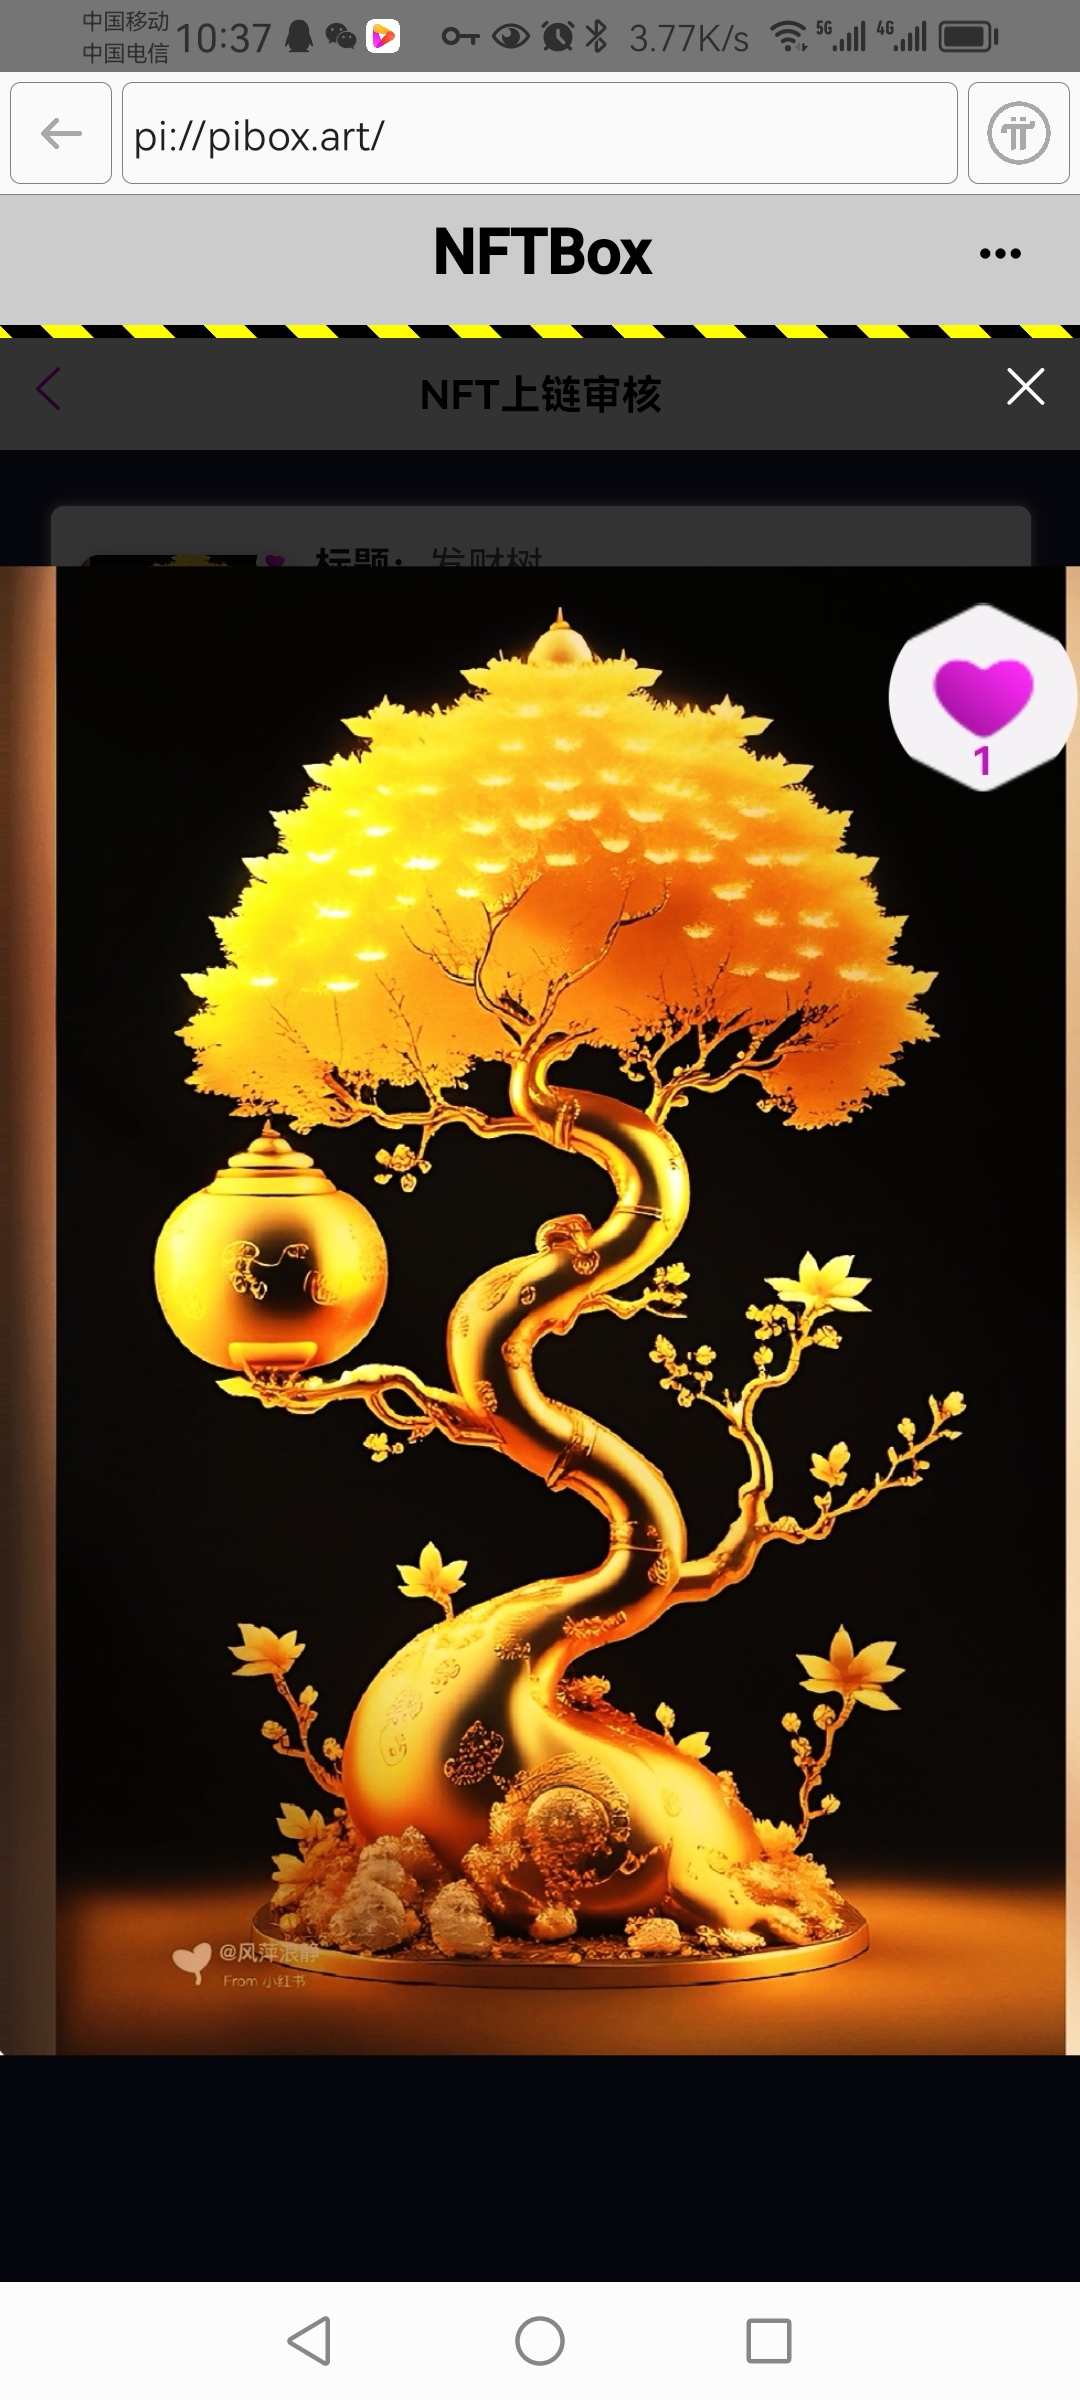 中国移动
中国电信
10:37
3.77K/s
5G
4G
pi://pibox.art/
NFTBox
NFT上链审核
标题：发财树
1
@风萍浪静
From 小红书